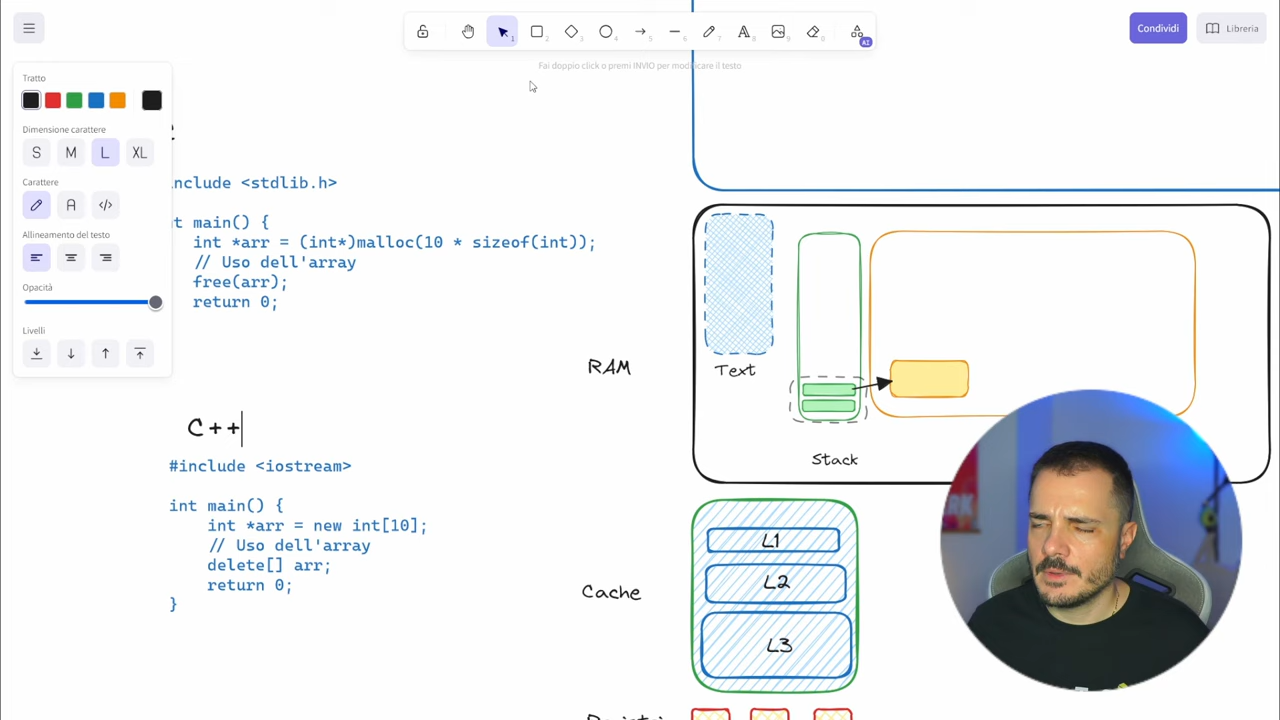 Condividi
Libreria
Fai doppio click o premi INVIO per modificare il testo
Tratto
Dimensione carattere
S M L XL
Carattere
Allineamento del testo
Opacità
Livelli
include <stdlib.h>
int main() {
int *arr = (int*)malloc(10 * sizeof(int));
// Uso dell'array
free(arr);
return 0;
C++
#include <iostream>
int main() {
int *arr = new int[10];
// Uso dell'array
delete[] arr;
return 0;
}
RAM
Text
Stack
Cache
L1
L2
L3